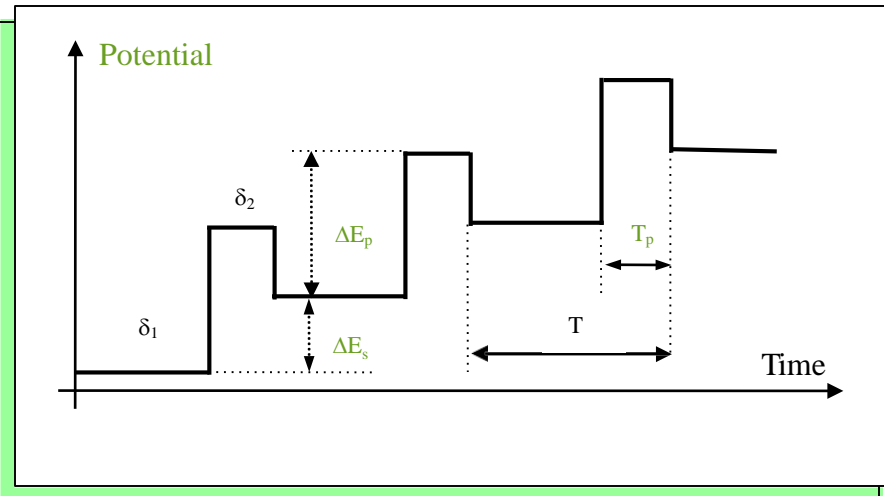 Potential
δ₂
ΔEₚ
Tₚ
δ₁
ΔEₛ
T
Time